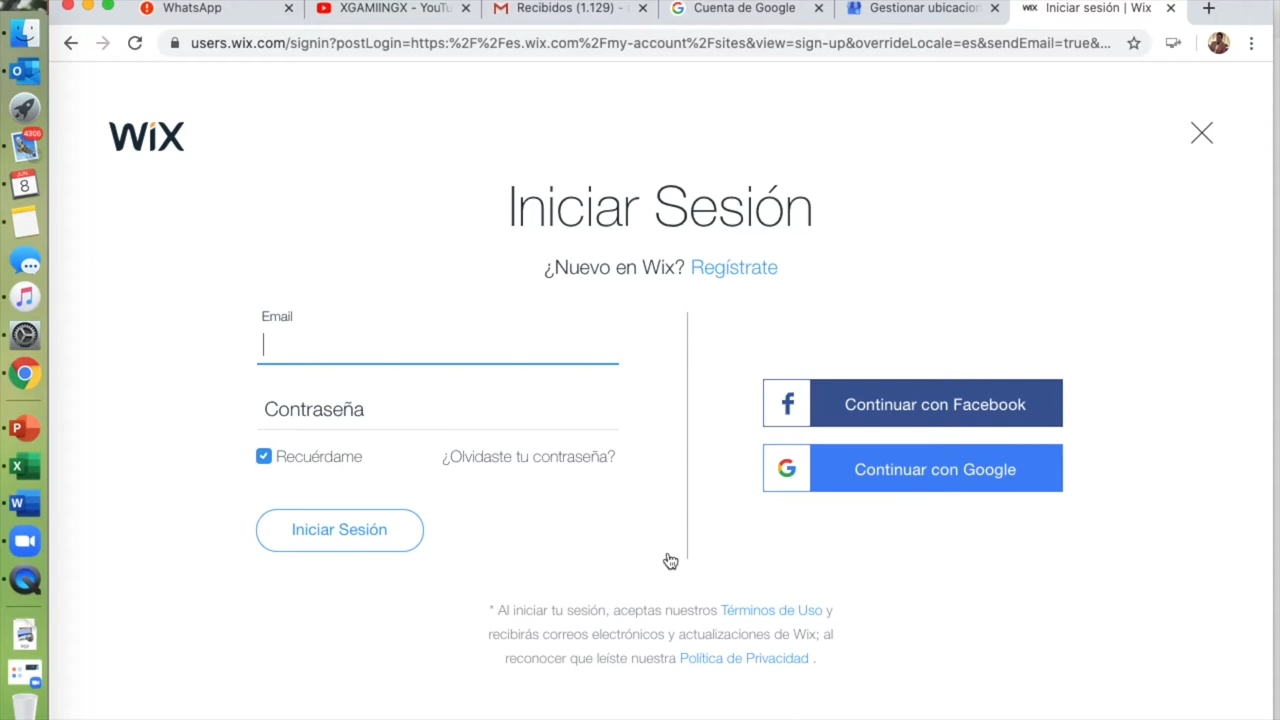 WhatsApp
XGAMIINGX - YouTu
Recibidos (1.129) -
Cuenta de Google
Gestionar ubicacion
WIX Iniciar sesión | Wix
users.wix.com/signin?postLogin=https:%2F%2Fes.wix.com%2Fmy-account%2Fsites&view=sign-up&overrideLocale=es&sendEmail=true&...
4306
JUN.
8
WiX
Iniciar Sesión
¿Nuevo en Wix? Regístrate
Email
Contraseña
Recuérdame
¿Olvidaste tu contraseña?
Iniciar Sesión
f Continuar con Facebook
G Continuar con Google
* Al iniciar tu sesión, aceptas nuestros Términos de Uso y
recibirás correos electrónicos y actualizaciones de Wix; al
reconocer que leíste nuestra Política de Privacidad .
P
X
W
PDF